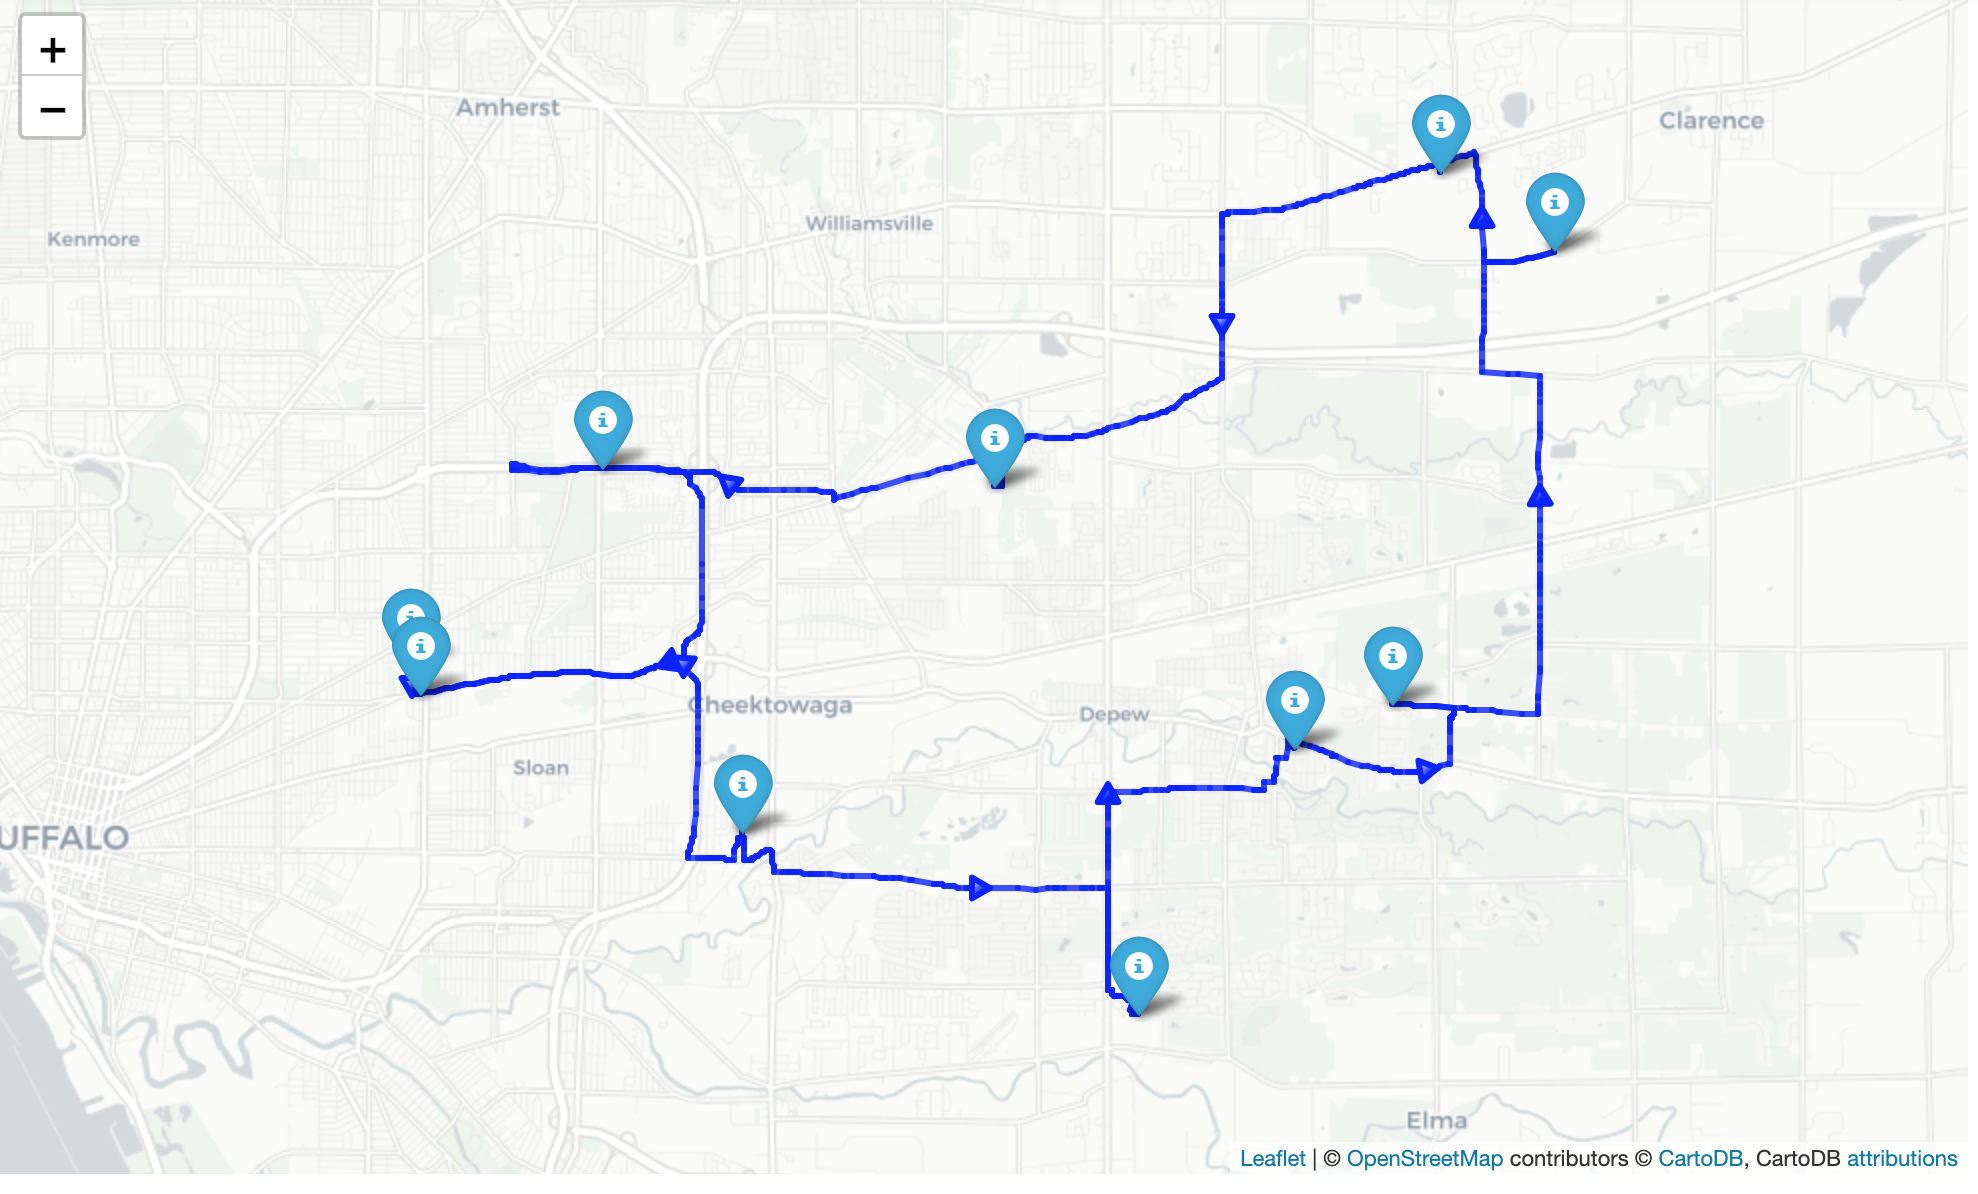 +
−
Amherst
Clarence
Williamsville
Kenmore
Cheektowaga
Depew
Sloan
UFFALO
Elma
Leaflet | © OpenStreetMap contributors © CartoDB, CartoDB attributions